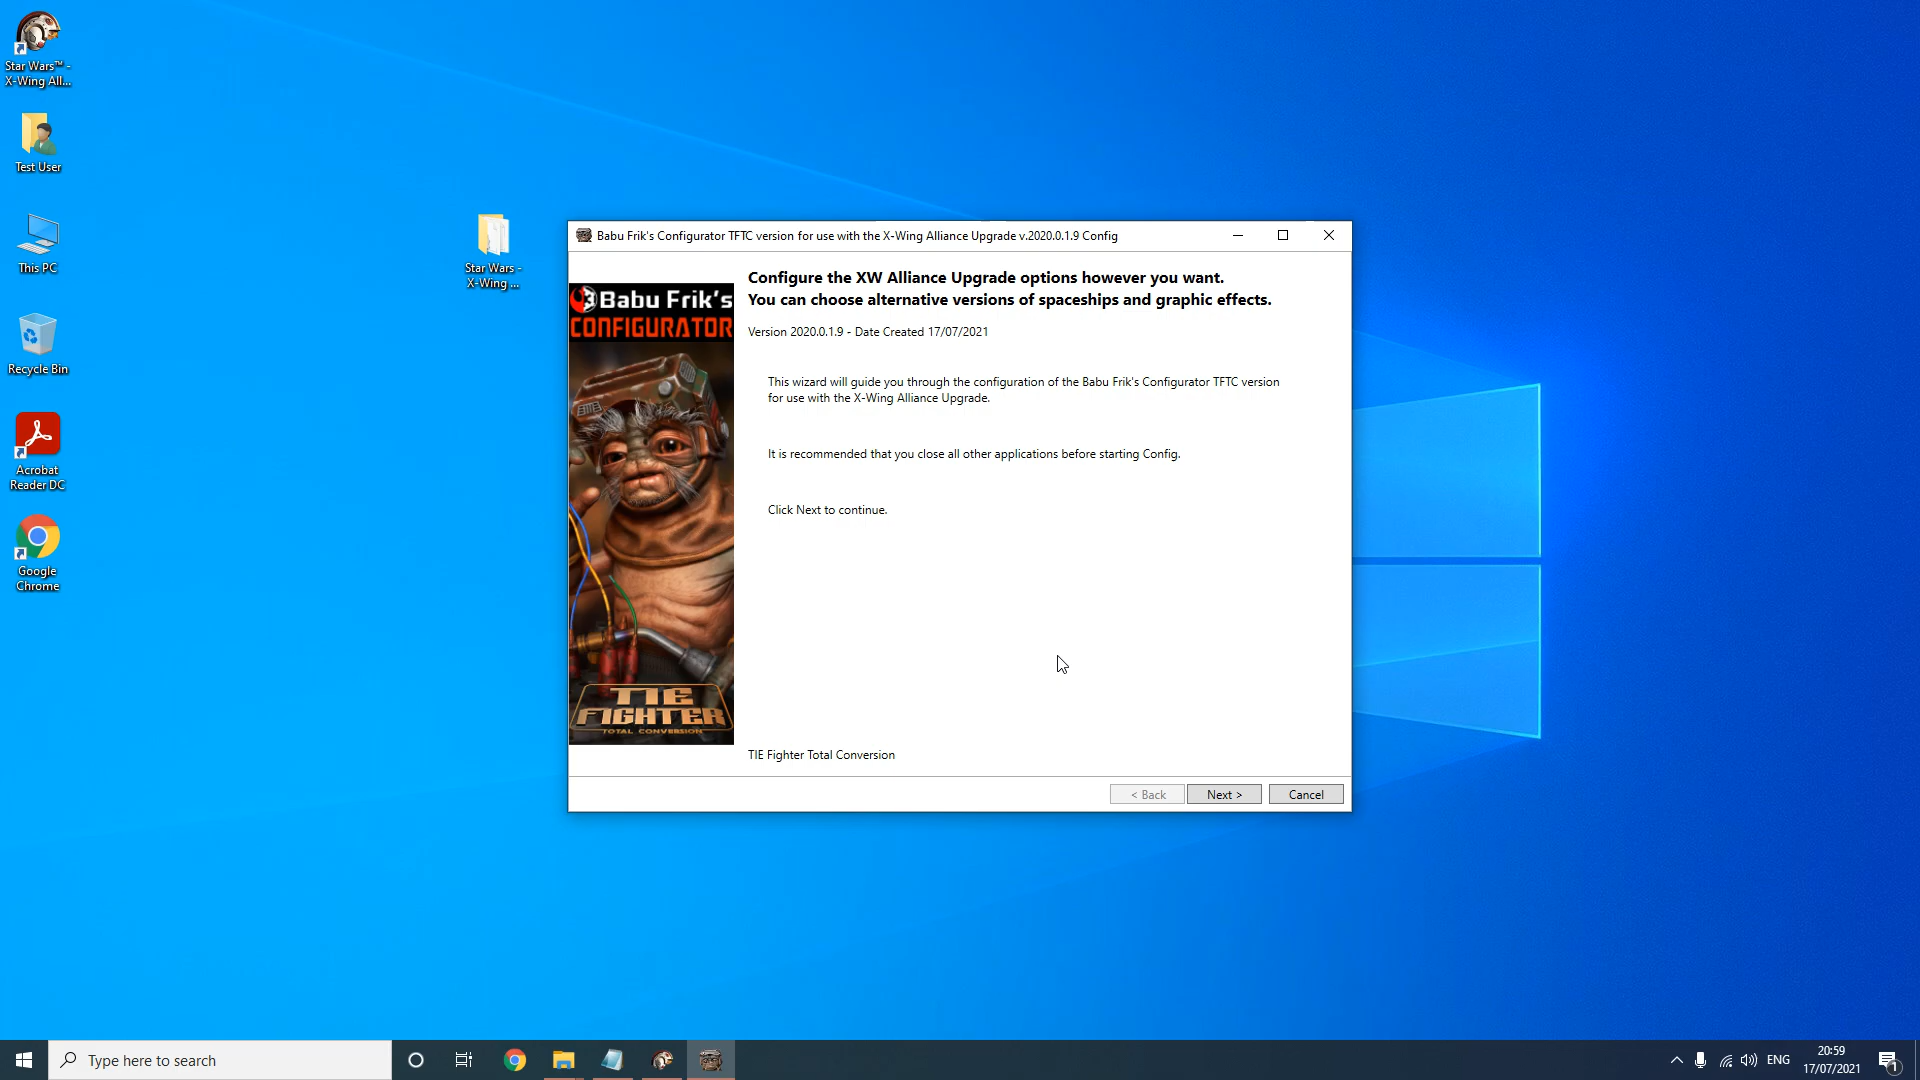 Star Wars™ -
X-Wing All...
Test User
This PC
Recycle Bin
Acrobat
Reader DC
Google
Chrome
Star Wars -
X-Wing ...
Babu Frik's Configurator TFTC version for use with the X-Wing Alliance Upgrade v.2020.0.1.9 Config
Babu Frik's
CONFIGURATOR
TIE
FIGHTER
TOTAL CONVERSION
Configure the XW Alliance Upgrade options however you want.
You can choose alternative versions of spaceships and graphic effects.
Version 2020.0.1.9 - Date Created 17/07/2021
This wizard will guide you through the configuration of the Babu Frik's Configurator TFTC version
for use with the X-Wing Alliance Upgrade.
It is recommended that you close all other applications before starting Config.
Click Next to continue.
TIE Fighter Total Conversion
< Back
Next >
Cancel
Type here to search
ENG
20:59
17/07/2021
1